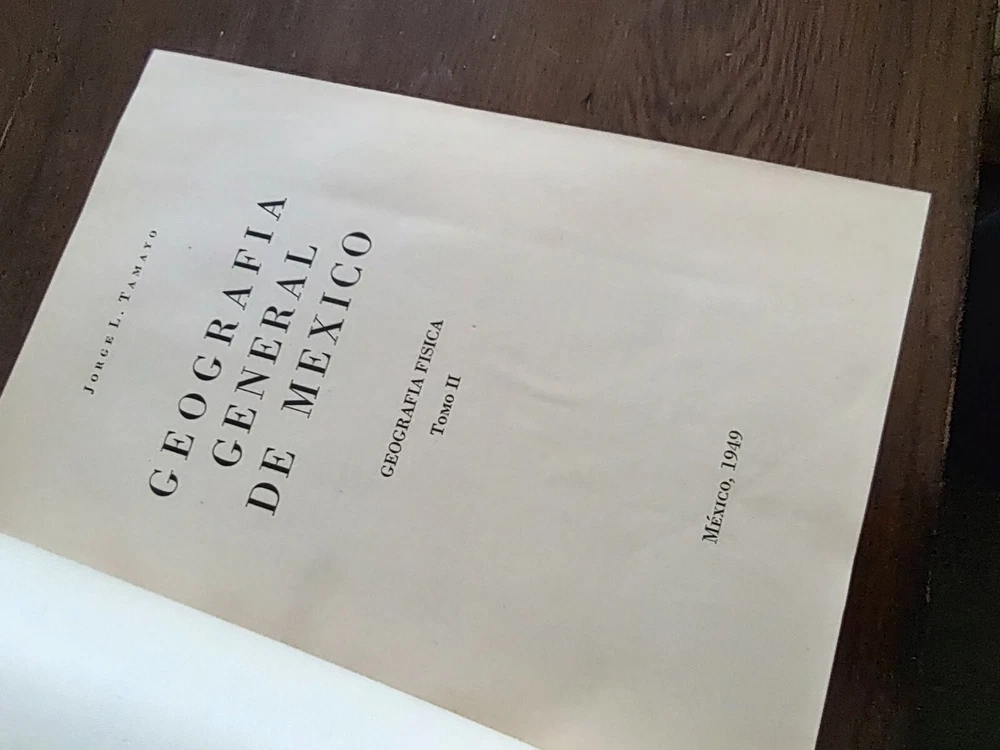 JORGE L. TAMAYO
GEOGRAFIA
GENERAL
DE MEXICO
GEOGRAFIA FISICA
TOMO II
MÉXICO, 1949